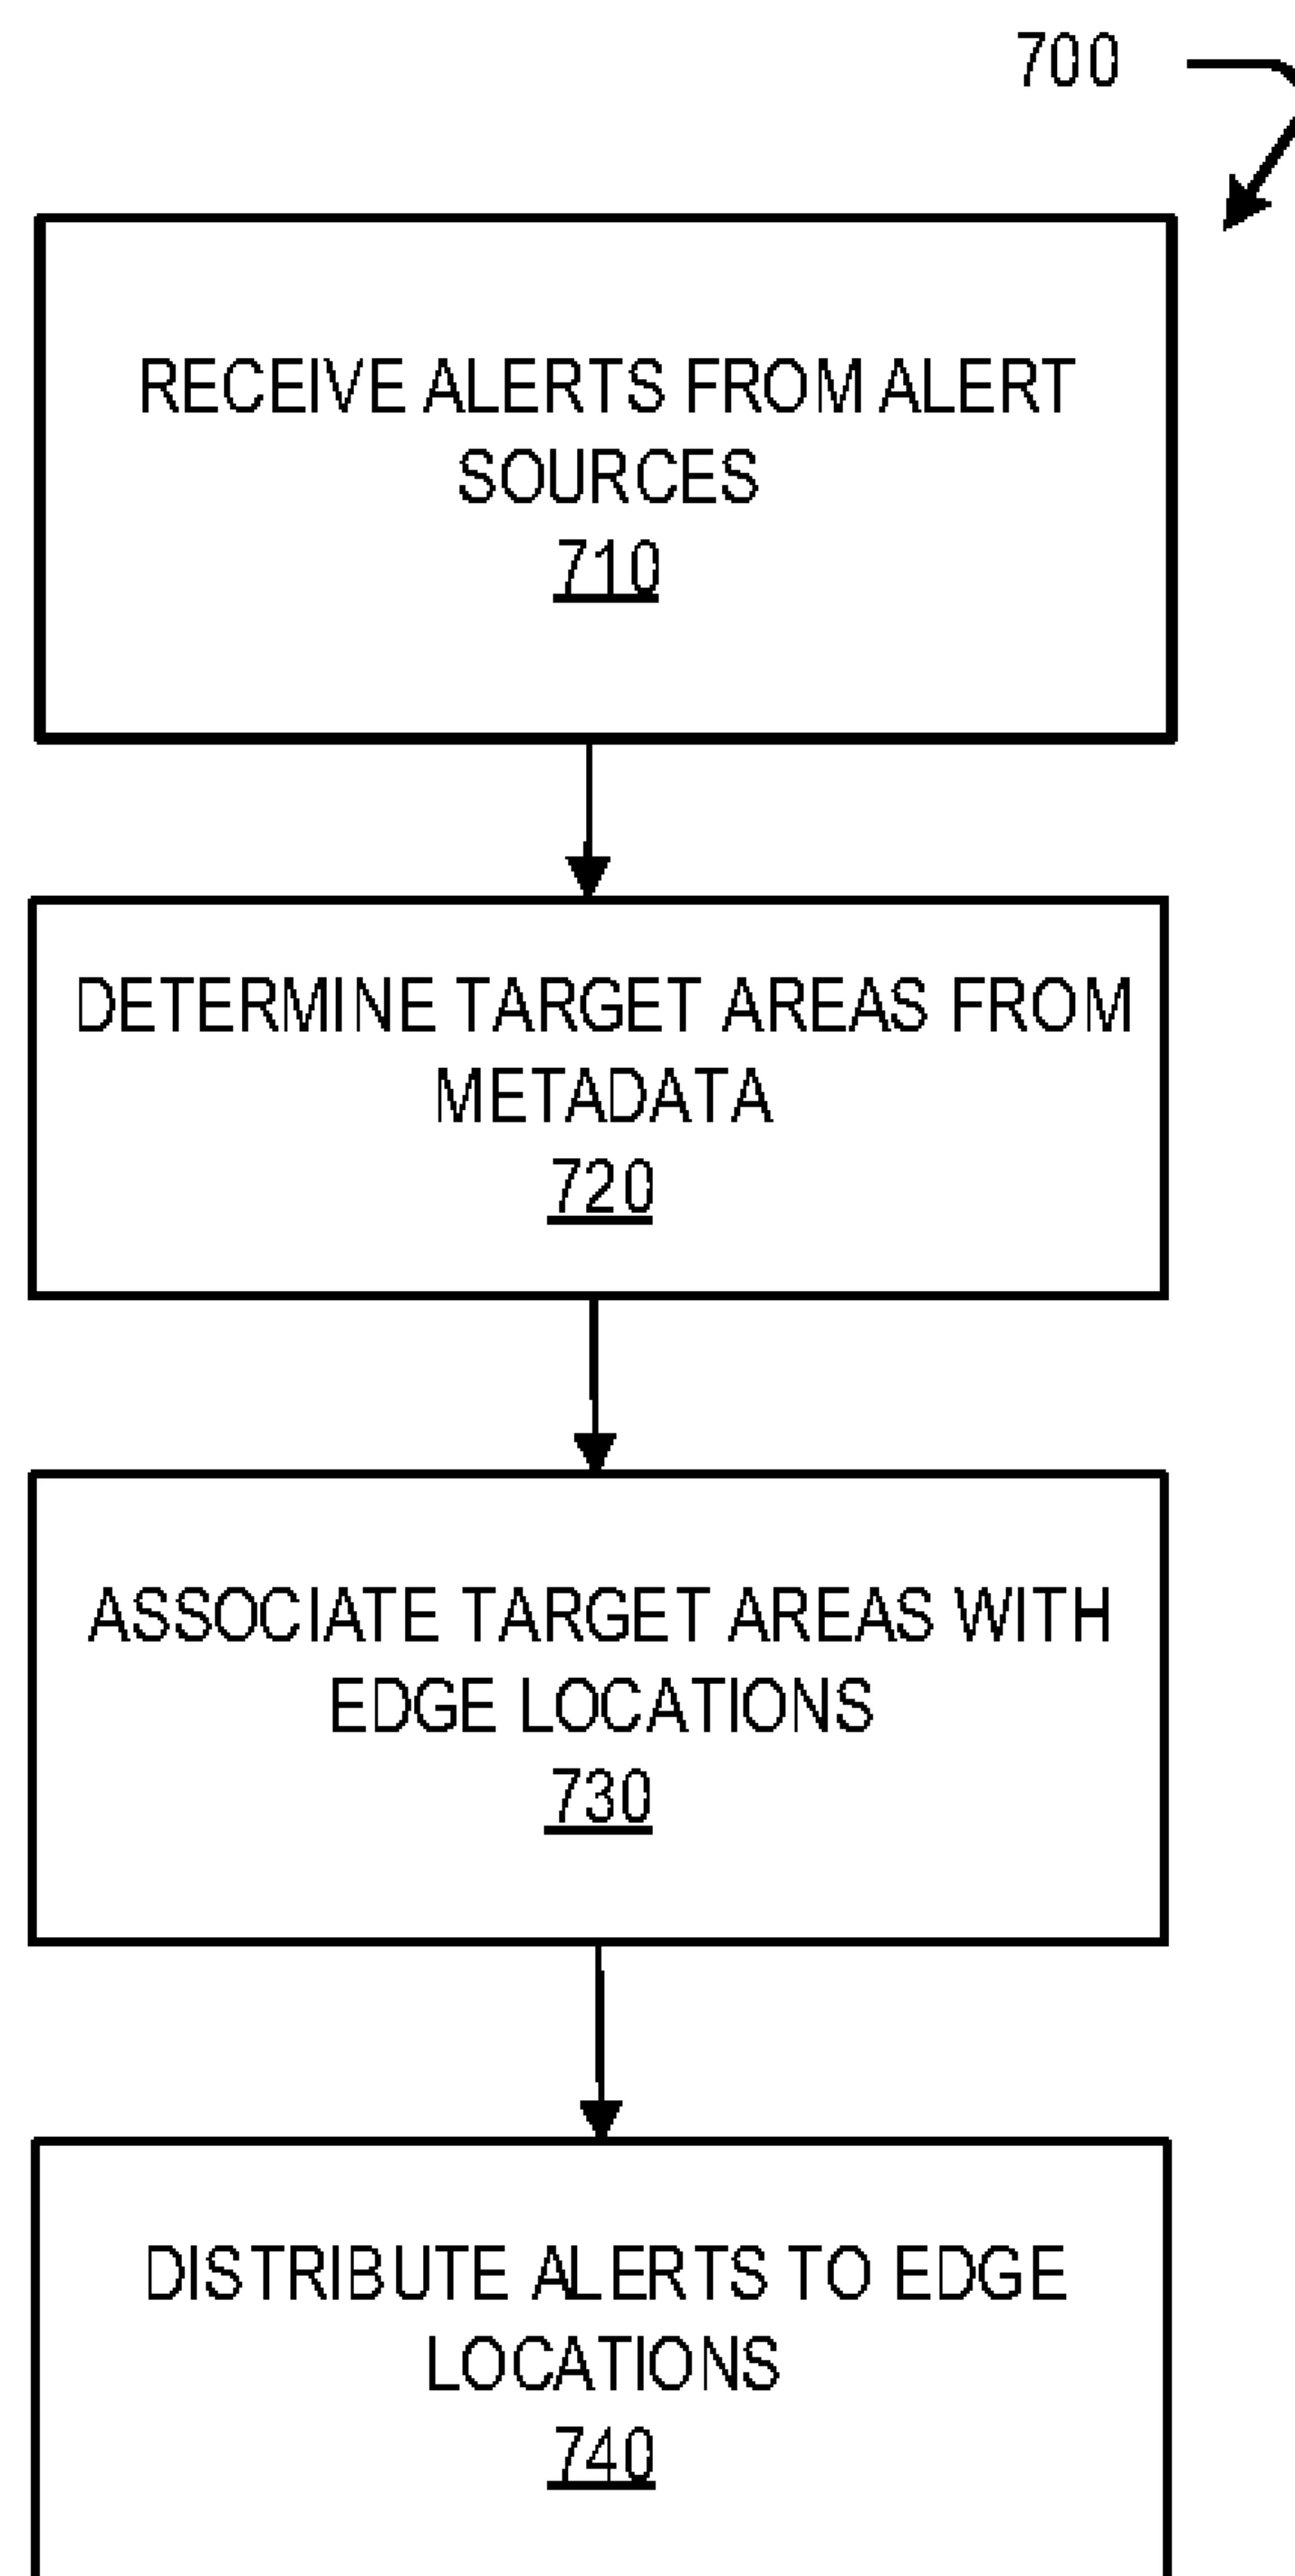 700
RECEIVE ALERTS FROM ALERT
SOURCES
710
DETERMINE TARGET AREAS FROM
METADATA
720
ASSOCIATE TARGET AREAS WITH
EDGE LOCATIONS
730
DISTRIBUTE ALERTS TO EDGE
LOCATIONS
740